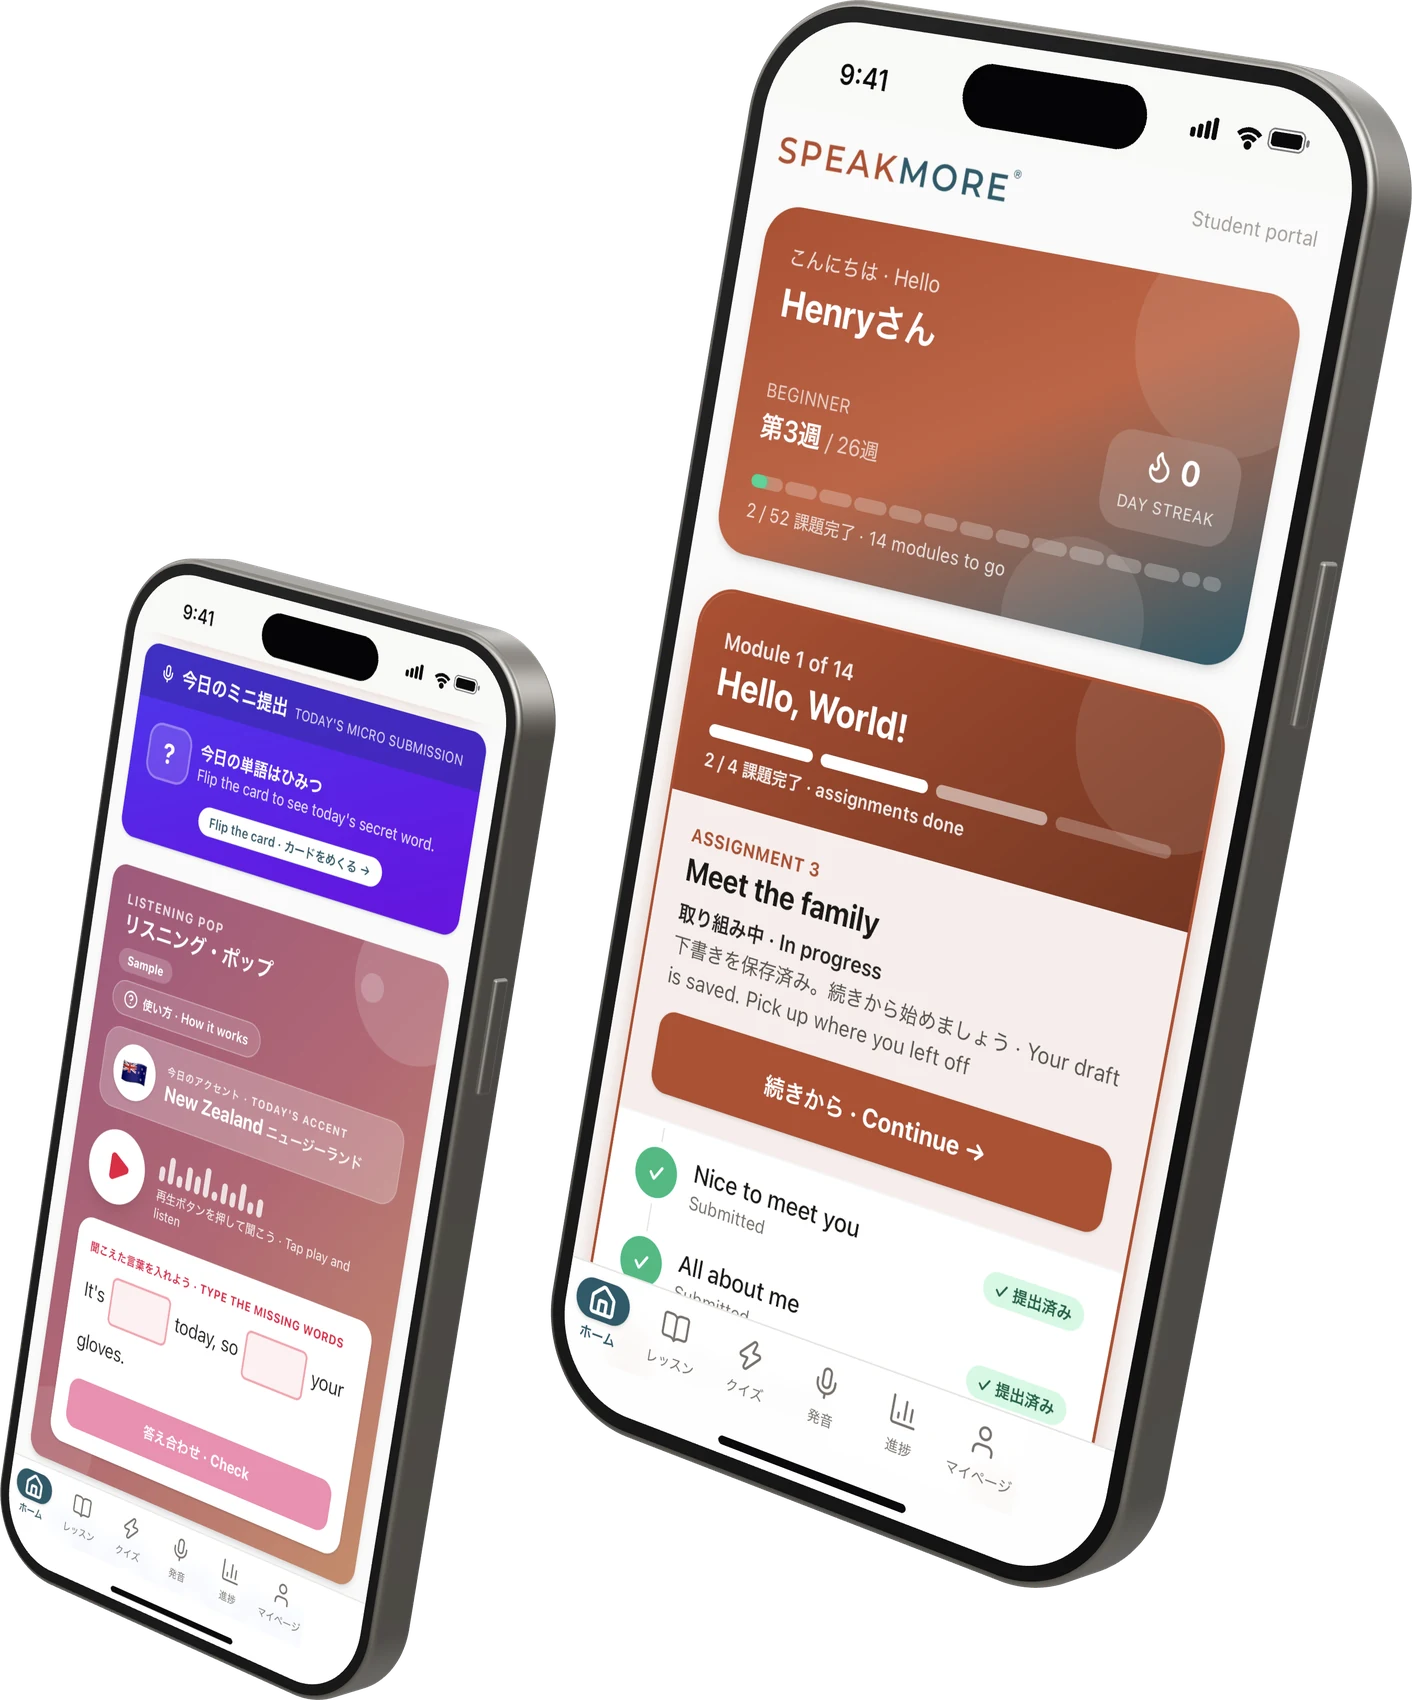 9:41
SPEAKMORE®
Student portal
こんにちは · Hello
Henryさん
BEGINNER
第3週 / 26週
0
DAY STREAK
2 / 52 課題完了 · 14 modules to go
Module 1 of 14
Hello, World!
2 / 4 課題完了 · assignments done
ASSIGNMENT 3
Meet the family
取り組み中 · In progress
下書きを保存済み。続きから始めましょう · Your draft
is saved. Pick up where you left off
続きから · Continue →
Nice to meet you
Submitted
✓ 提出済み
All about me
Submitted
✓ 提出済み
ホーム
レッスン
クイズ
発音
進捗
マイページ
9:41
今日のミニ提出 TODAY'S MICRO SUBMISSION
?
今日の単語はひみつ
Flip the card to see today's secret word.
Flip the card · カードをめくる →
LISTENING POP
リスニング・ポップ
Sample
? 使い方 · How it works
今日のアクセント · TODAY'S ACCENT
New Zealand ニュージーランド
再生ボタンを押して聞こう · Tap play and
listen
聞こえた言葉を入れよう · TYPE THE MISSING WORDS
It's today, so your
gloves.
答え合わせ · Check
ホーム
レッスン
クイズ
発音
進捗
マイページ